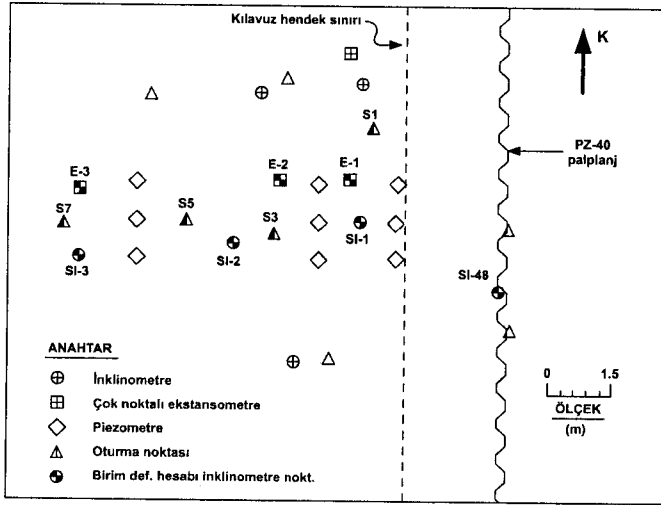 Kılavuz hendek sınırı
K
S1
PZ-40
palplanj
E-3
E-2
E-1
S7
S5
S3
SI-1
SI-2
SI-3
SI-48
ANAHTAR
İnklinometre
Çok noktalı ekstansometre
Piezometre
Oturma noktası
Birim def. hesabı inklinometre nokt.
0 1.5
ÖLÇEK
(m)